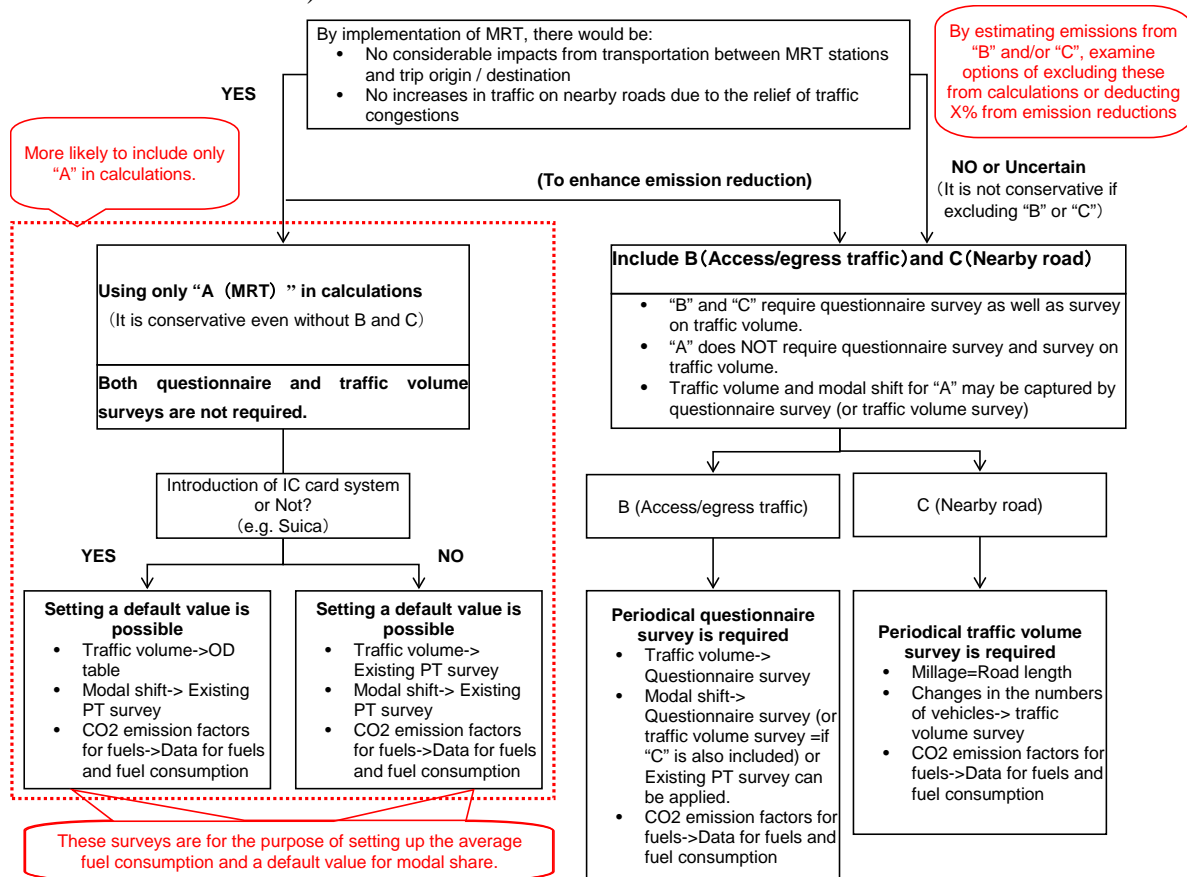 By implementation of MRT, there would be:
• No considerable impacts from transportation between MRT stations
and trip origin / destination
• No increases in traffic on nearby roads due to the relief of traffic
congestions
By estimating emissions from
“B” and/or “C”, examine
options of excluding these
from calculations or deducting
X% from emission reductions
YES
More likely to include only
“A” in calculations.
(To enhance emission reduction)
NO or Uncertain
（It is not conservative if
excluding “B” or “C”）
Using only “A（MRT）” in calculations
（It is conservative even without B and C）
Both questionnaire and traffic volume
surveys are not required.
Include B（Access/egress traffic）and C（Nearby road）
• “B” and “C” require questionnaire survey as well as survey
on traffic volume.
• “A” does NOT require questionnaire survey and survey on
traffic volume.
• Traffic volume and modal shift for “A” may be captured by
questionnaire survey (or traffic volume survey)
Introduction of IC card system
or Not?
（e.g. Suica）
B (Access/egress traffic)
C (Nearby road)
YES
NO
Setting a default value is
possible
• Traffic volume->OD
table
• Modal shift-> Existing
PT survey
• CO2 emission factors
for fuels->Data for fuels
and fuel consumption
Setting a default value is
possible
• Traffic volume->
Existing PT survey
• Modal shift-> Existing
PT survey
• CO2 emission factors
for fuels->Data for fuels
and fuel consumption
Periodical questionnaire
survey is required
• Traffic volume->
Questionnaire survey
• Modal shift->
Questionnaire survey (or
traffic volume survey =if
“C” is also included) or
Existing PT survey can
be applied.
• CO2 emission factors for
fuels->Data for fuels and
fuel consumption
Periodical traffic volume
survey is required
• Millage=Road length
• Changes in the numbers
of vehicles-> traffic
volume survey
• CO2 emission factors for
fuels->Data for fuels and
fuel consumption
These surveys are for the purpose of setting up the average
fuel consumption and a default value for modal share.